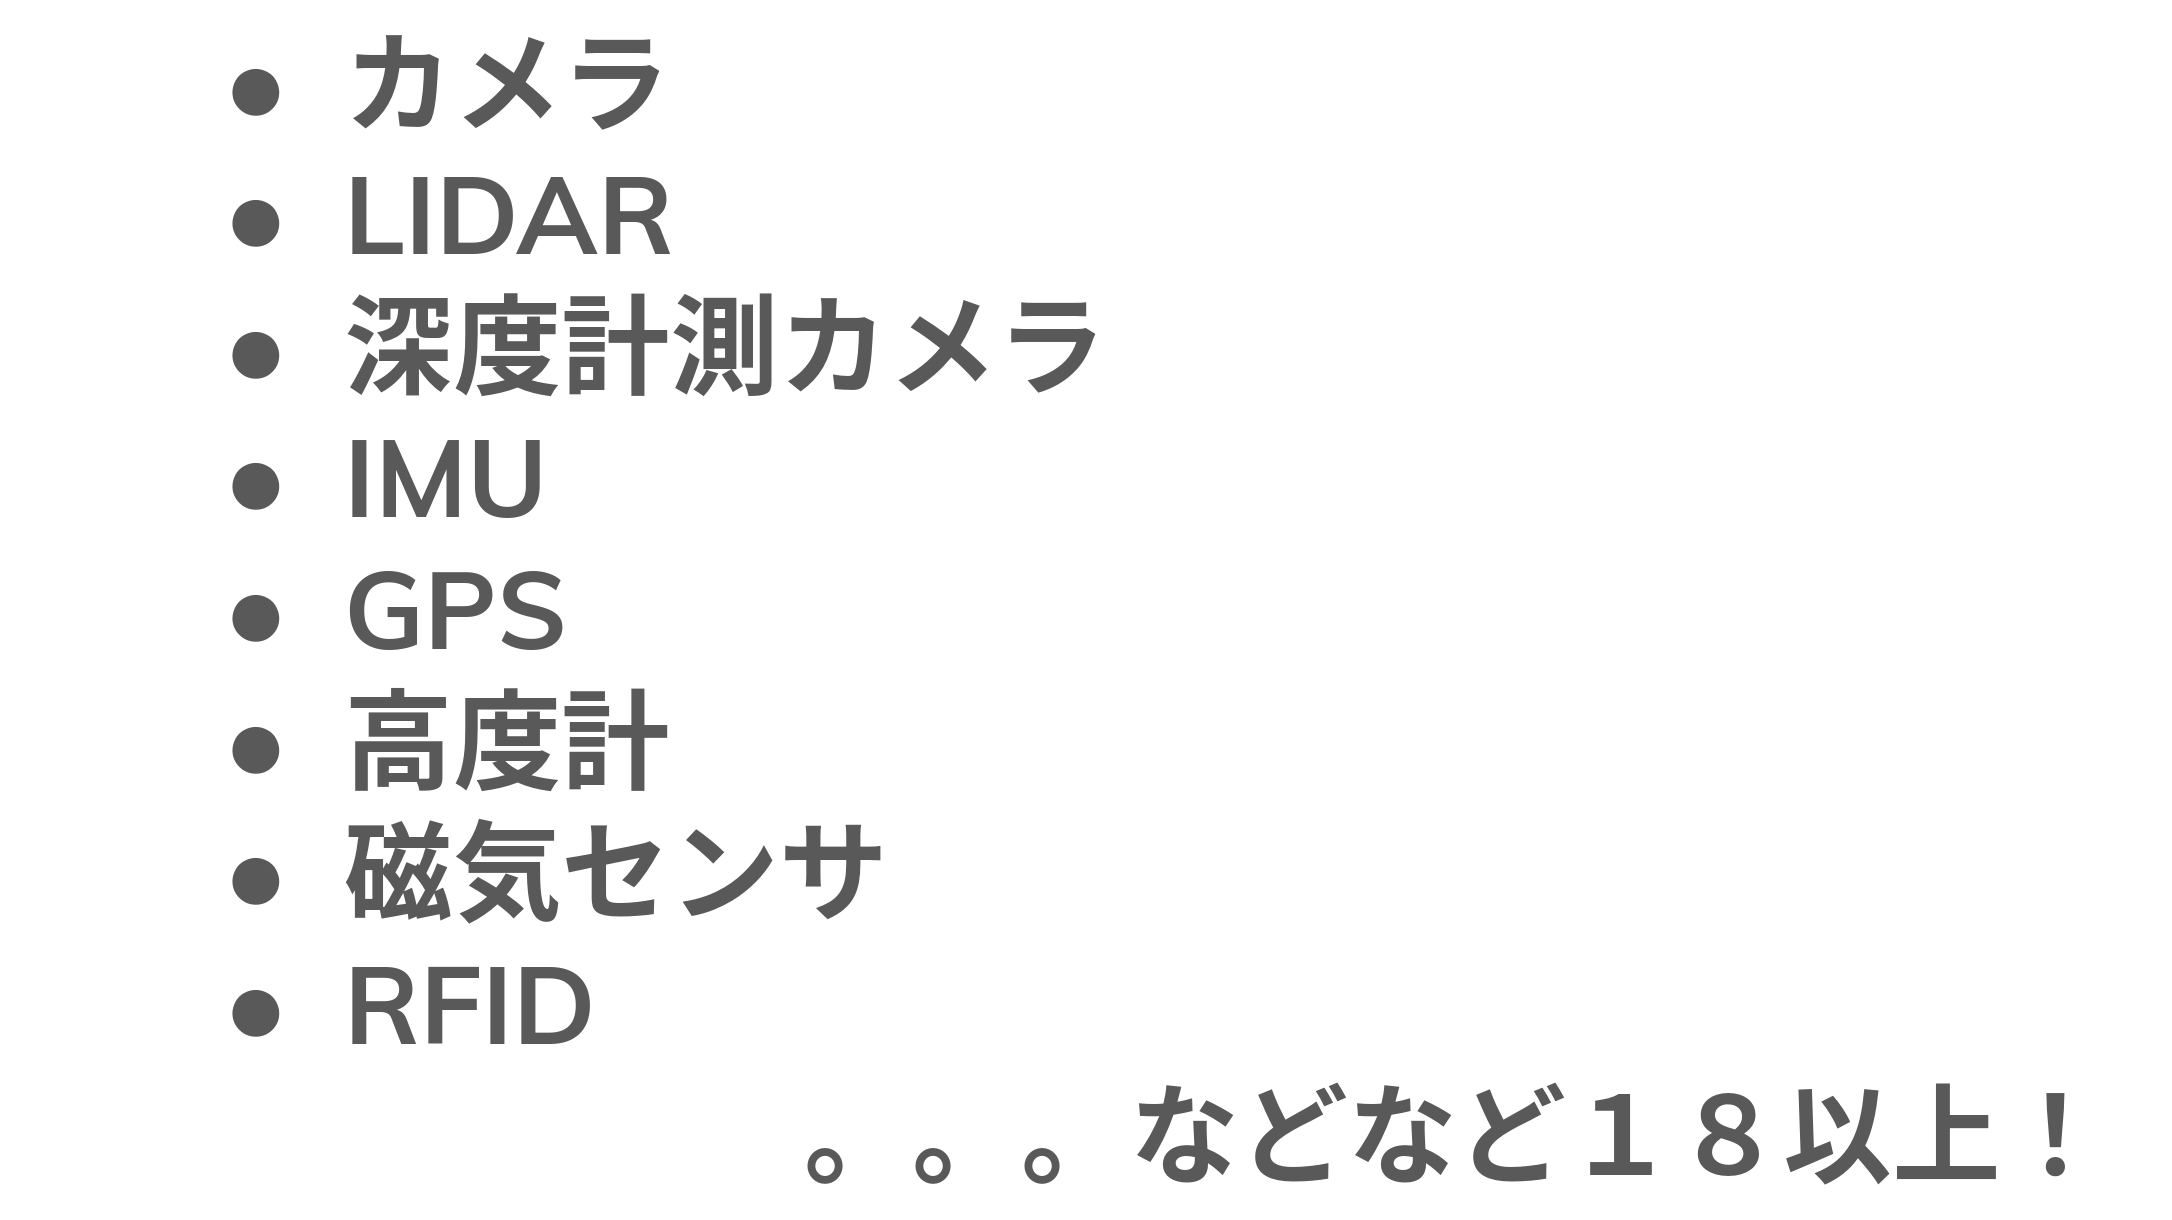 ● カメラ
● LIDAR
● 深度計測カメラ
● IMU
● GPS
● 高度計
● 磁気センサ
● RFID
。。。などなど１８以上！